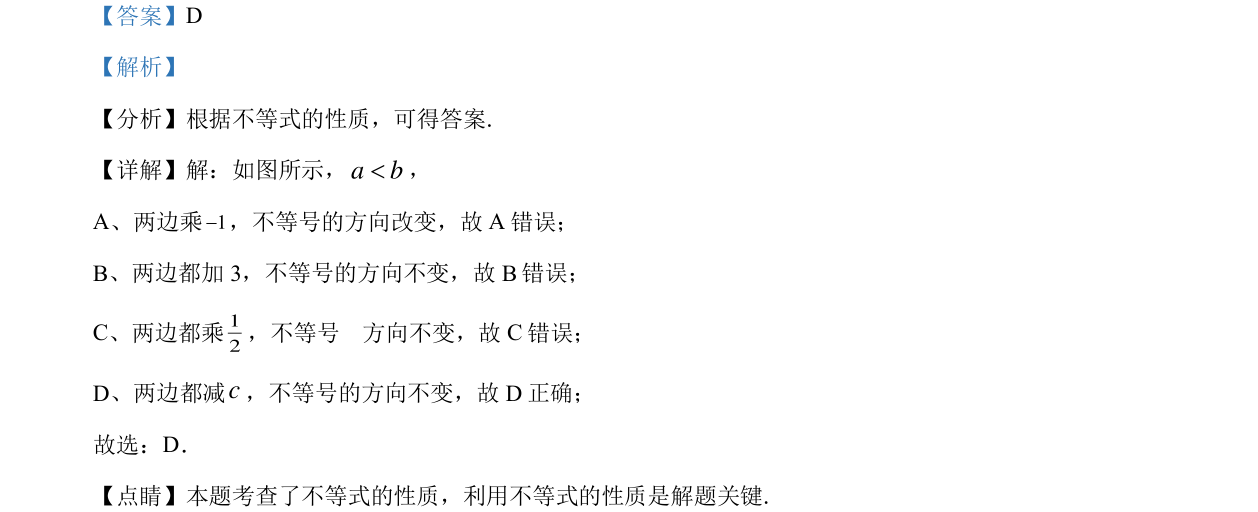 【答案】D
【解析】
【分析】根据不等式的性质，可得答案.
【详解】解：如图所示，a < b，
A、两边乘−1，不等号的方向改变，故 A 错误；
B、两边都加 3，不等号的方向不变，故 B 错误；
C、两边都乘1/2，不等号 方向不变，故 C 错误；
D、两边都减c，不等号的方向不变，故 D 正确；
故选：D．
【点睛】本题考查了不等式的性质，利用不等式的性质是解题关键.